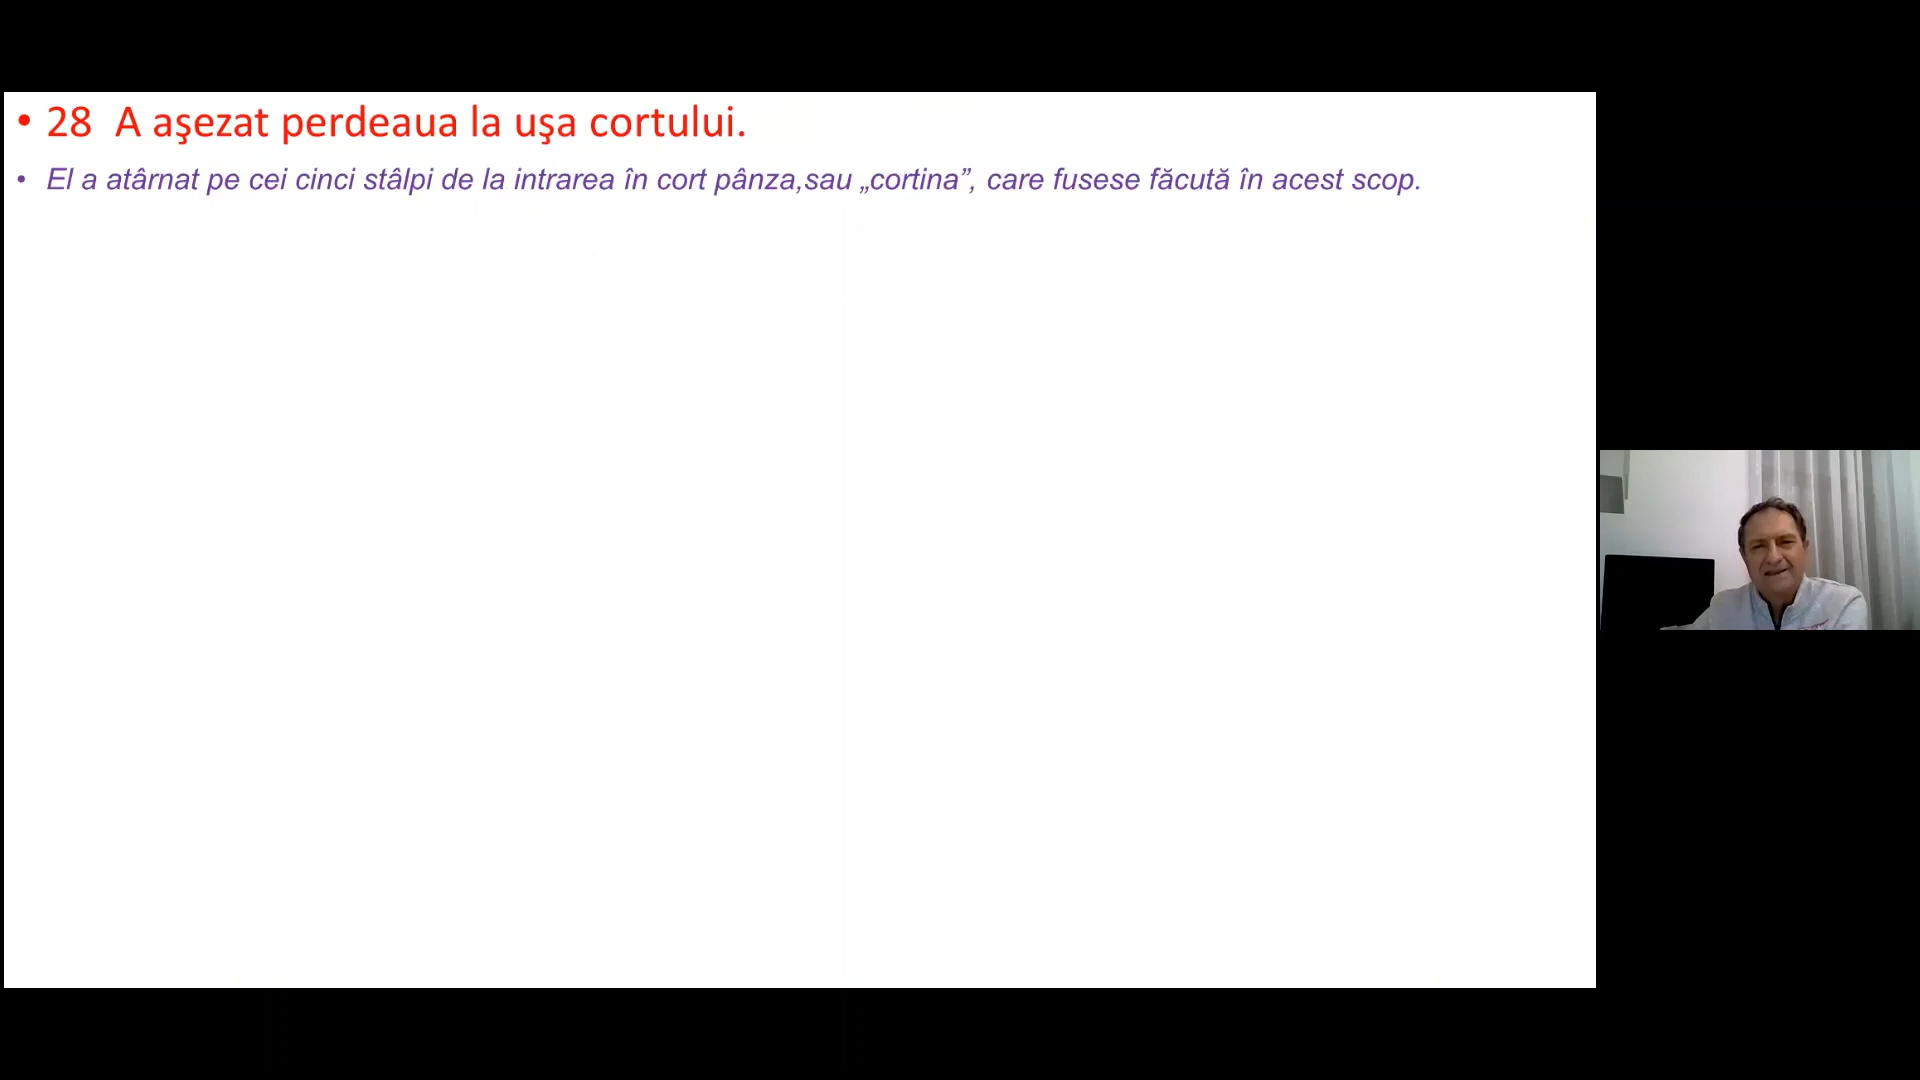 • 28  A aşezat perdeaua la uşa cortului.
• El a atârnat pe cei cinci stâlpi de la intrarea în cort pânza,sau „cortina”, care fusese făcută în acest scop.